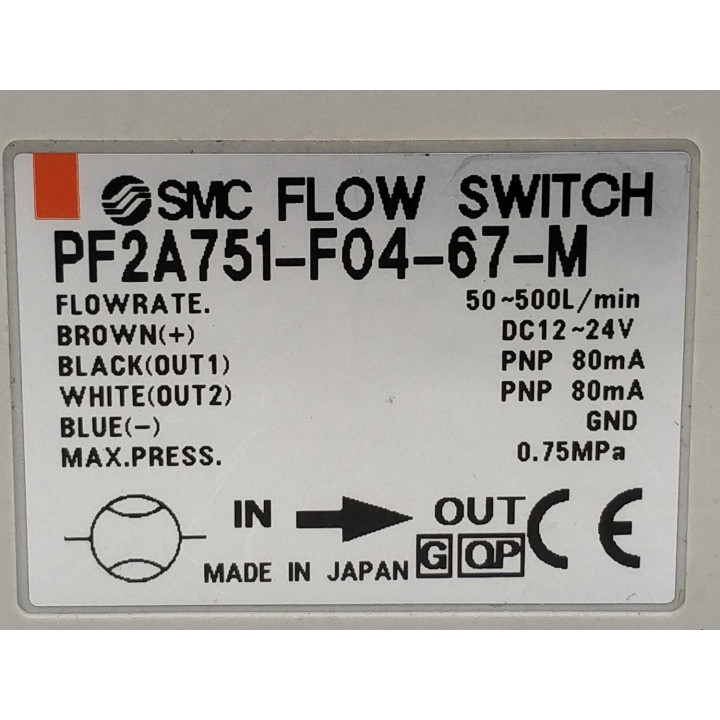 SMC FLOW SWITCH
PF2A751-F04-67-M
FLOWRATE. 50~500L/min
BROWN(+) DC12~24V
BLACK(OUT1) PNP 80mA
WHITE(OUT2) PNP 80mA
BLUE(-) GND
MAX.PRESS. 0.75MPa
IN OUT
MADE IN JAPAN G QP CE